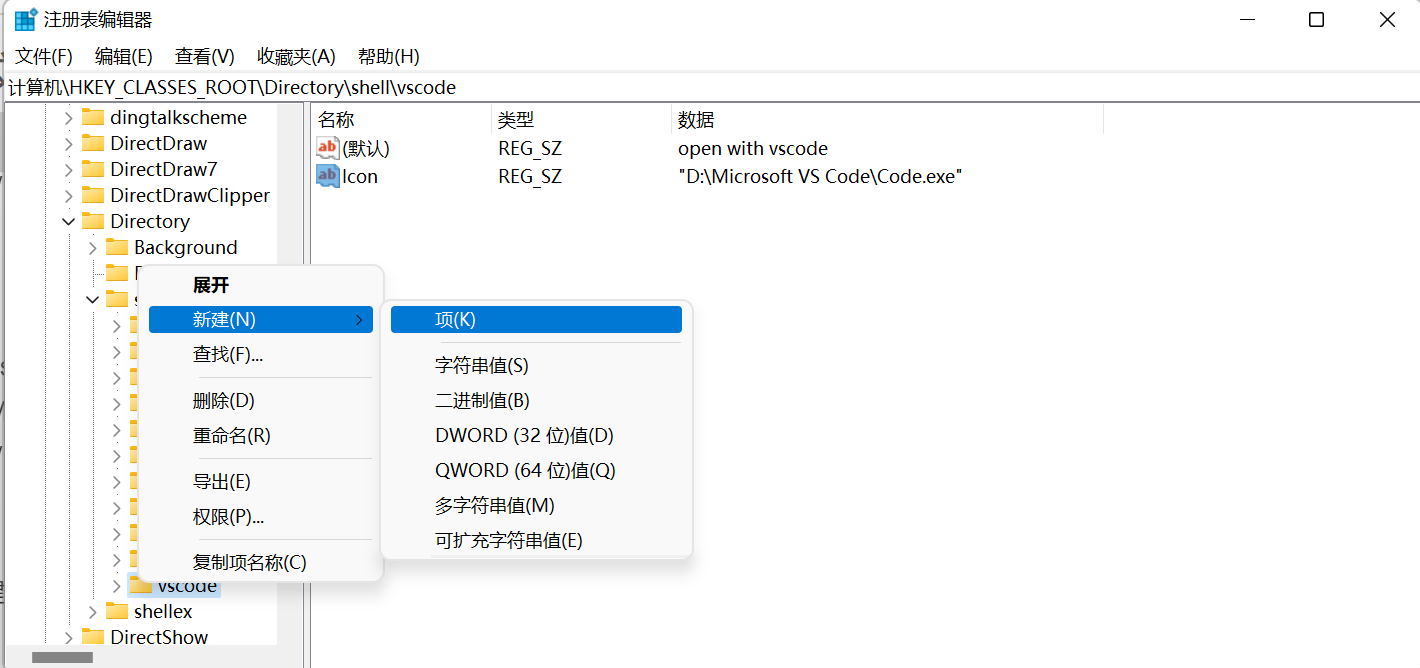 注册表编辑器
文件(F) 编辑(E) 查看(V) 收藏夹(A) 帮助(H)
计算机\HKEY_CLASSES_ROOT\Directory\shell\vscode
dingtalkscheme
DirectDraw
DirectDraw7
DirectDrawClipper
Directory
Background
shellex
DirectShow
vscode
名称 类型 数据
ab (默认) REG_SZ open with vscode
ab Icon REG_SZ "D:\Microsoft VS Code\Code.exe"
展开
新建(N)
查找(F)...
删除(D)
重命名(R)
导出(E)
权限(P)...
复制项名称(C)
项(K)
字符串值(S)
二进制值(B)
DWORD (32 位)值(D)
QWORD (64 位)值(Q)
多字符串值(M)
可扩充字符串值(E)